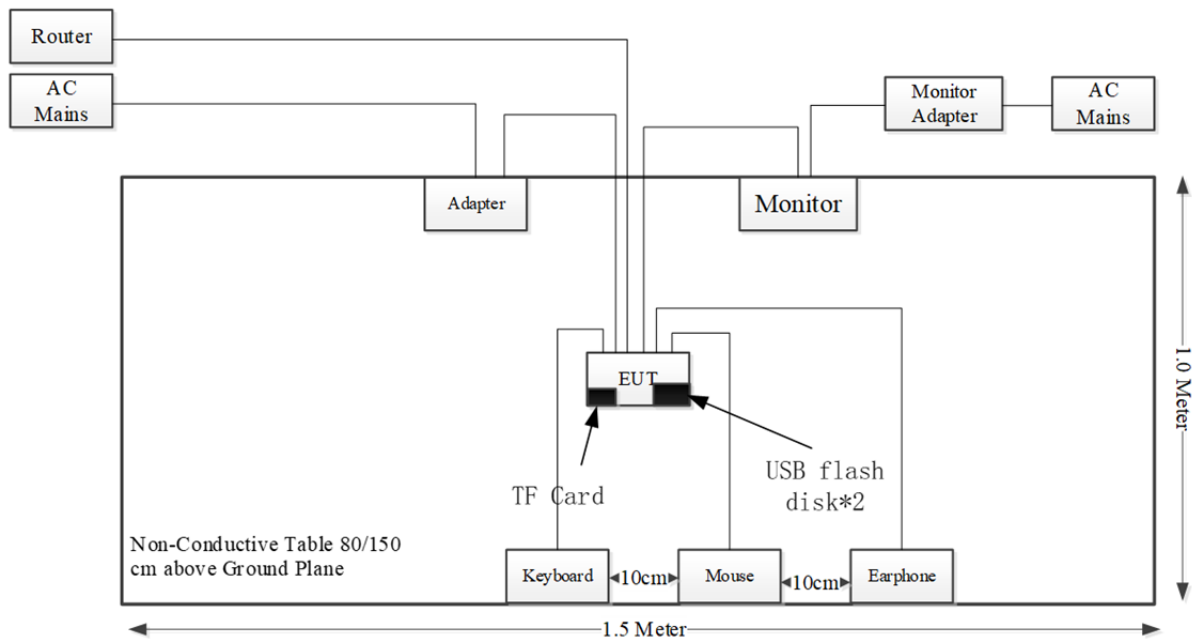 Router
AC
Mains
Monitor
Adapter
AC
Mains
Adapter
Monitor
EUT
TF Card
USB flash
disk*2
1.0 Meter
Non-Conductive Table 80/150
cm above Ground Plane
Keyboard
10cm
Mouse
10cm
Earphone
1.5 Meter